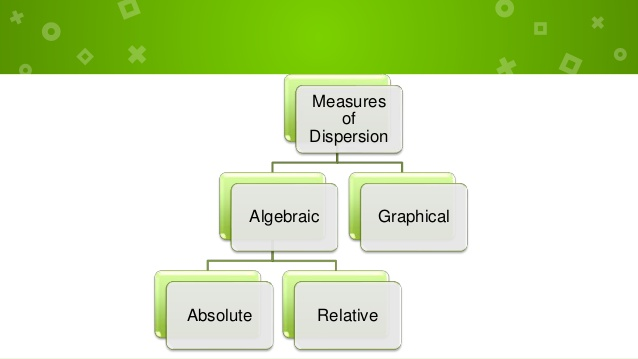 Measures
of
Dispersion
Algebraic
Graphical
Absolute
Relative